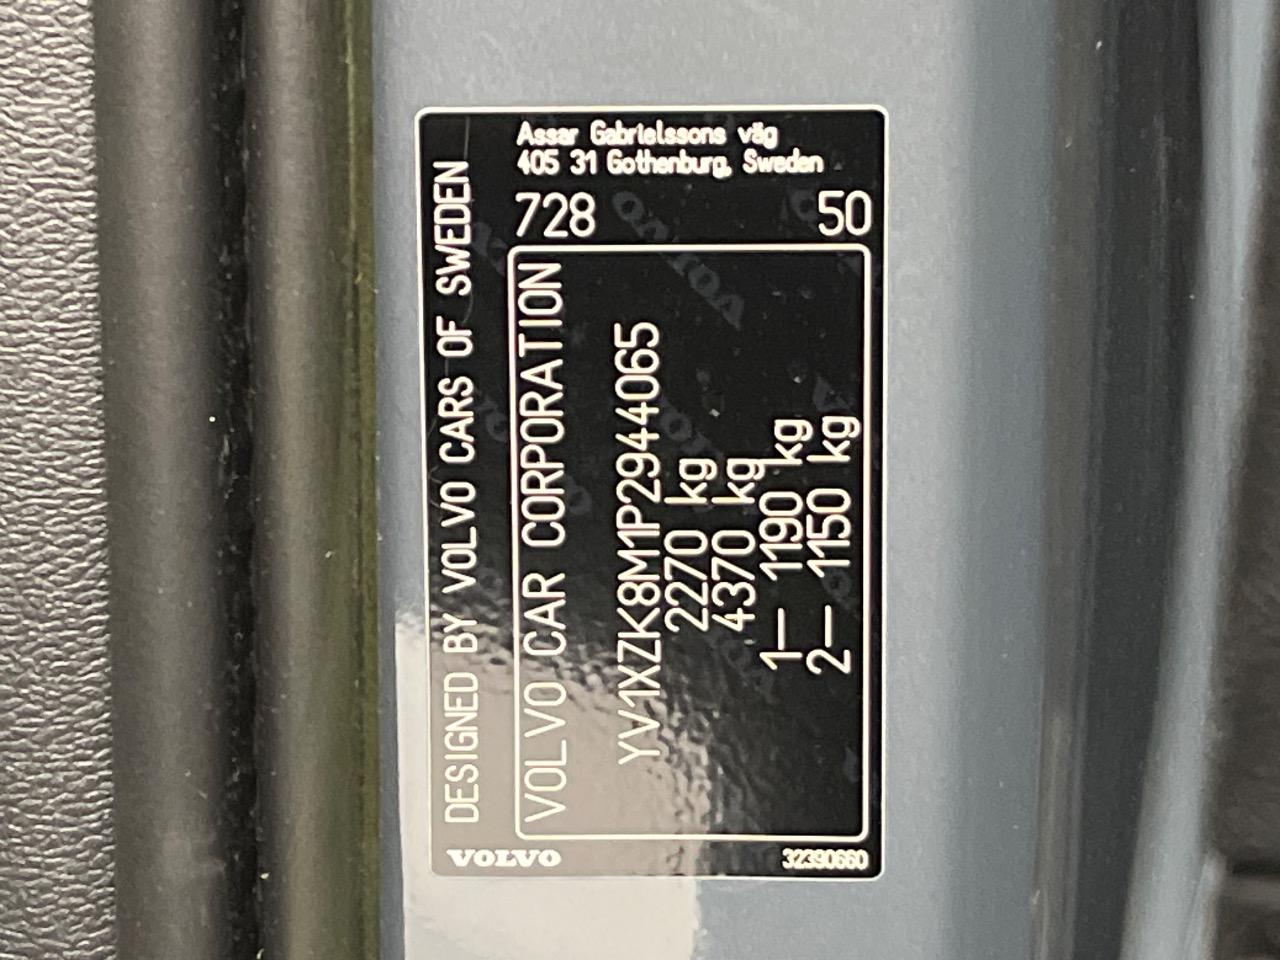 Assar Gabrielssons väg
405 31 Gothenburg, Sweden
728 50
DESIGNED BY VOLVO CARS OF SWEDEN
VOLVO CAR CORPORATION
YV1XZK8M1P2944065
2270 kg
4370 kg
1– 1190 kg
2– 1150 kg
VOLVO
32390660